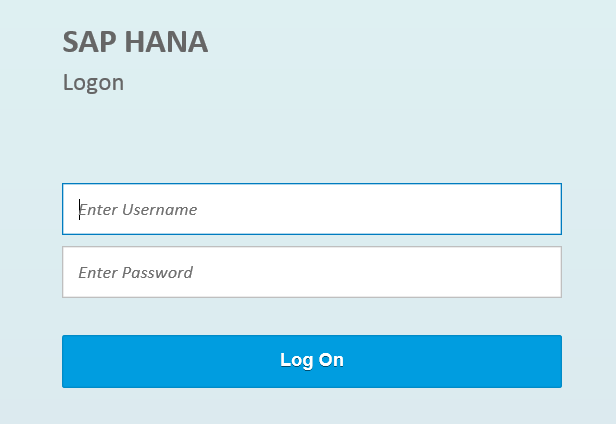 SAP HANA
Logon
Enter Username
Enter Password
Log On